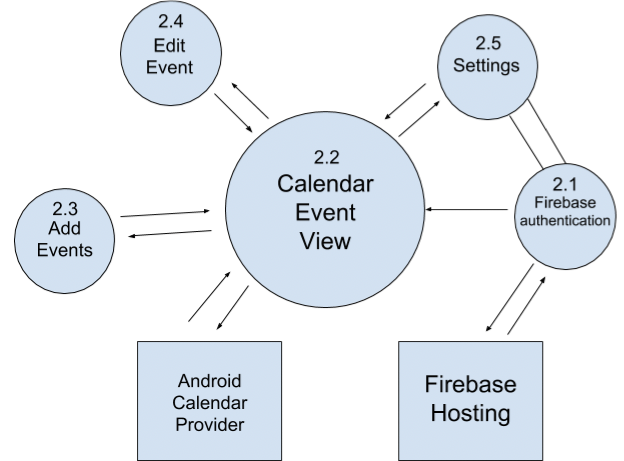 2.4
Edit
Event
2.5
Settings
2.2
Calendar
Event
View
2.1
Firebase
authentication
2.3
Add
Events
Android
Calendar
Provider
Firebase
Hosting